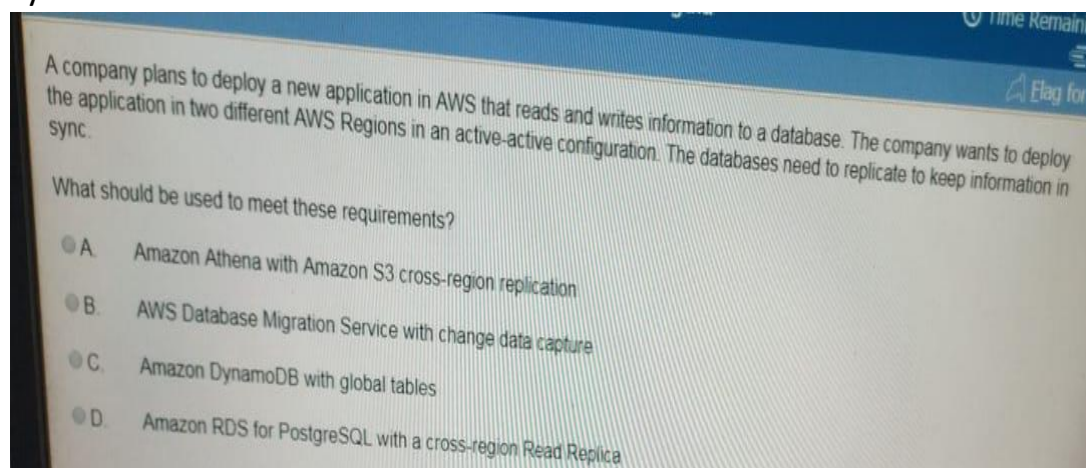 Time Remain
Flag for
A company plans to deploy a new application in AWS that reads and writes information to a database. The company wants to deploy
the application in two different AWS Regions in an active-active configuration. The databases need to replicate to keep information in
sync.
What should be used to meet these requirements?
A. Amazon Athena with Amazon S3 cross-region replication
B. AWS Database Migration Service with change data capture
C. Amazon DynamoDB with global tables
D. Amazon RDS for PostgreSQL with a cross-region Read Replica